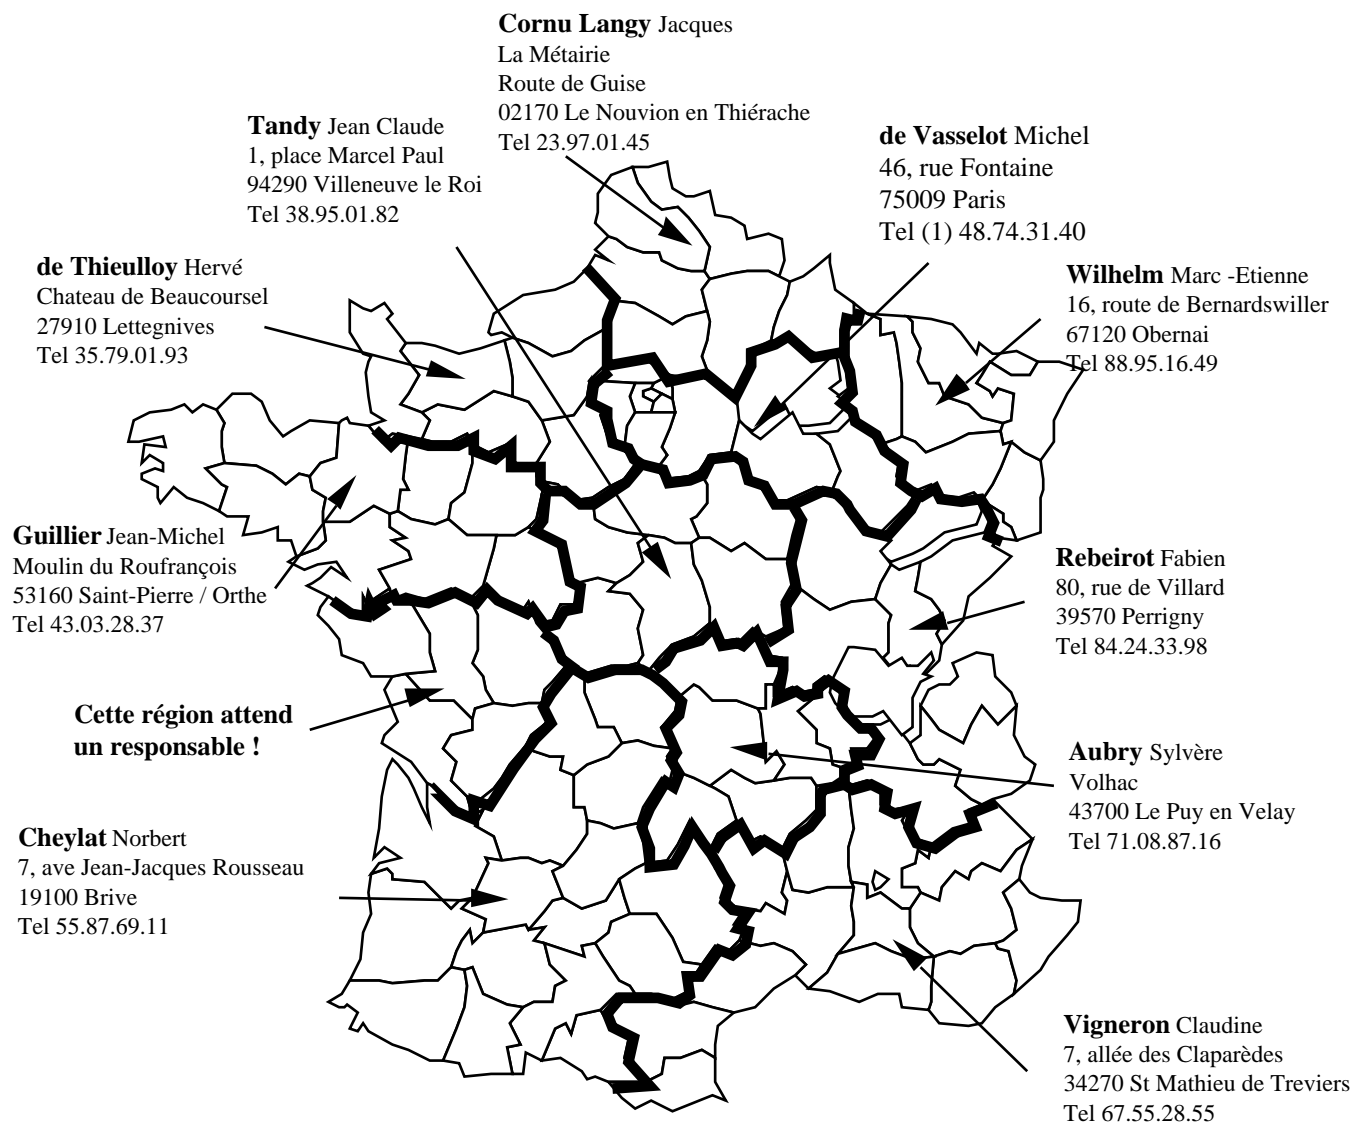 Cornu Langy Jacques
La Métairie
Route de Guise
02170 Le Nouvion en Thiérache
Tel 23.97.01.45
Tandy Jean Claude
1, place Marcel Paul
94290 Villeneuve le Roi
Tel 38.95.01.82
de Vasselot Michel
46, rue Fontaine
75009 Paris
Tel (1) 48.74.31.40
de Thieulloy Hervé
Chateau de Beaucoursel
27910 Lettegnives
Tel 35.79.01.93
Wilhelm Marc -Etienne
16, route de Bernardswiller
67120 Obernai
Tel 88.95.16.49
Guillier Jean-Michel
Moulin du Roufrançois
53160 Saint-Pierre / Orthe
Tel 43.03.28.37
Rebeirot Fabien
80, rue de Villard
39570 Perrigny
Tel 84.24.33.98
Cette région attend
un responsable !
Aubry Sylvère
Volhac
43700 Le Puy en Velay
Tel 71.08.87.16
Cheylat Norbert
7, ave Jean-Jacques Rousseau
19100 Brive
Tel 55.87.69.11
Vigneron Claudine
7, allée des Claparèdes
34270 St Mathieu de Treviers
Tel 67.55.28.55